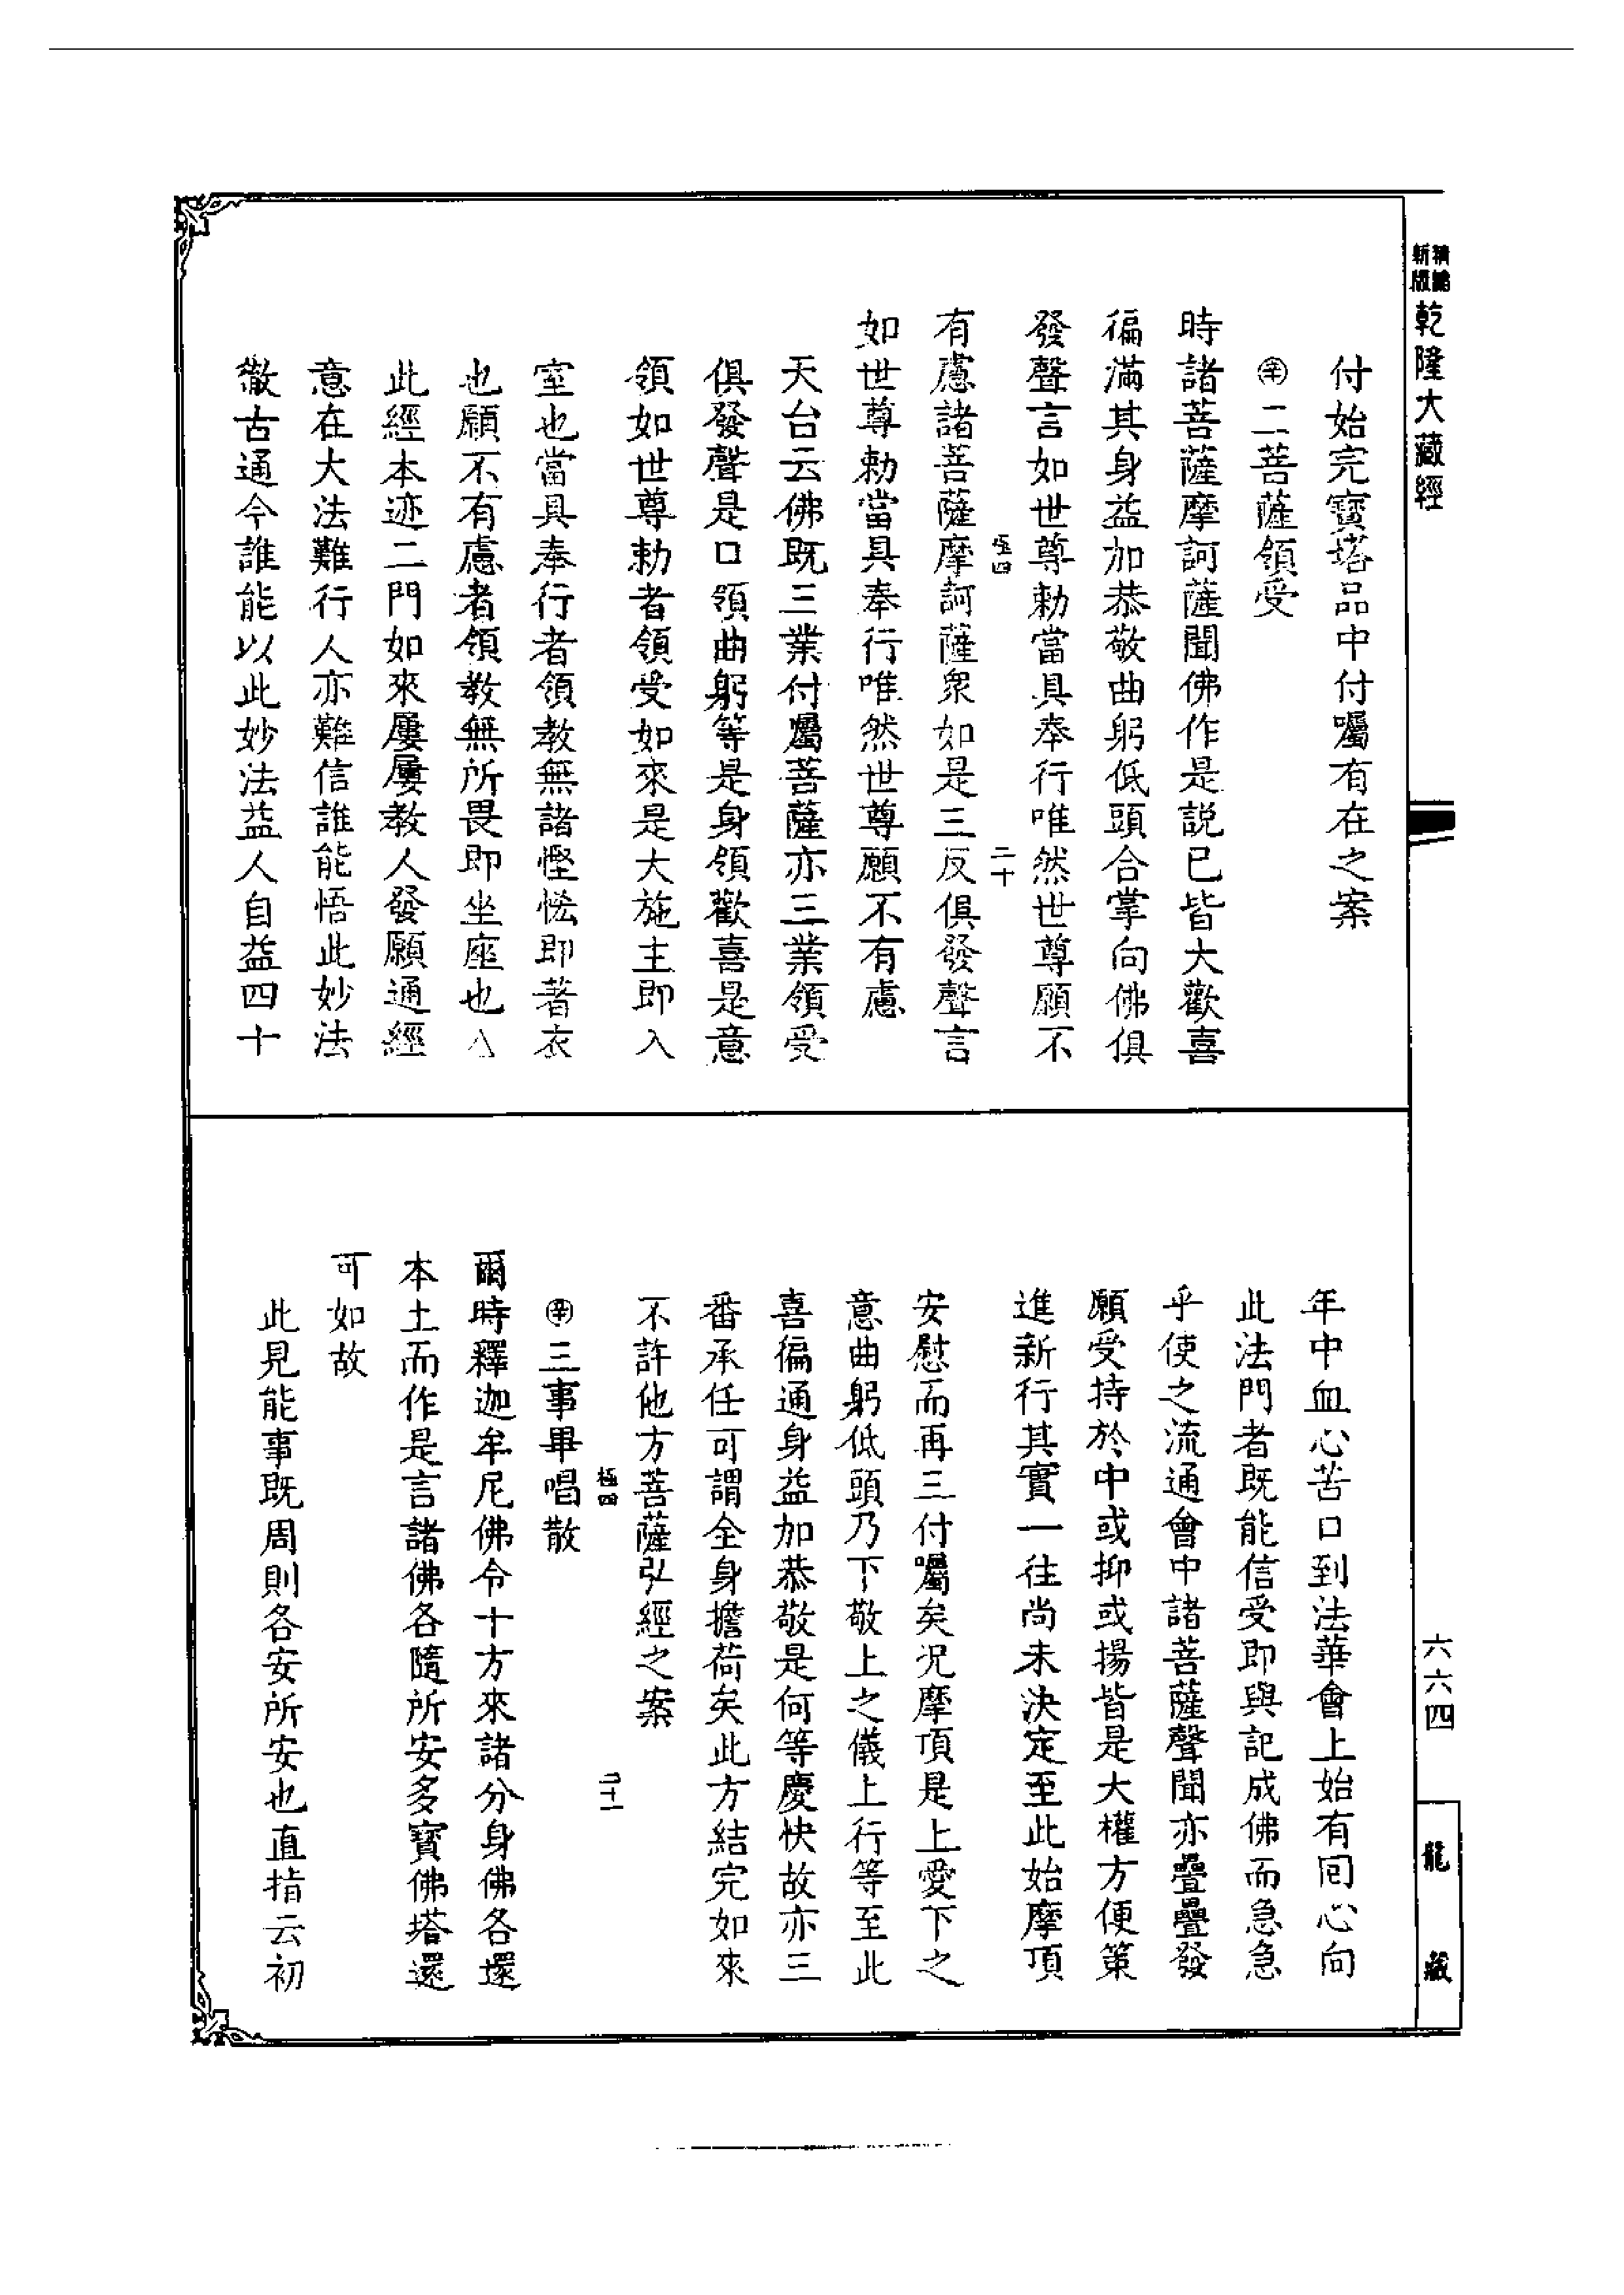 新版精縮乾隆大藏經
付始完寶塔品中付囑有在之案
㊛二菩薩領受
時諸菩薩摩訶薩聞佛作是說已皆大歡喜
徧滿其身益加恭敬曲躬低頭合掌向佛俱
發聲言如世尊勅當具奉行唯然世尊願不
極四 二十
有慮諸菩薩摩訶薩衆如是三反俱發聲言
如世尊勅當具奉行唯然世尊願不有慮
天台云佛既三業付囑菩薩亦三業領受
俱發聲是口領曲躬等是身領歡喜是意
領如世尊勅者領受如來是大施主即入
室也當具奉行者領教無諸慳悋即著衣
也願不有慮者領教無所畏即坐座也△
此經本迹二門如來屢屢教人發願通經
意在大法難行人亦難信誰能悟此妙法
徹古通今誰能以此妙法益人自益四十
年中血心苦口到法華會上始有回心向
此法門者既能信受即與記成佛而急急
乎使之流通會中諸菩薩聲聞亦疊疊發
願受持於中或抑或揚皆是大權方便策
進新行其實一往尚未決定至此始摩頂
安慰而再三付囑矣況摩頂是上愛下之
意曲躬低頭乃下敬上之儀上行等至此
喜徧通身益加恭敬是何等慶快故亦三
番承任可謂全身擔荷矣此方結完如來
不許他方菩薩弘經之案
極四 二十一
㊛三事畢唱散
爾時釋迦牟尼佛令十方來諸分身佛各還
本土而作是言諸佛各隨所安多寶佛塔還
可如故
此見能事既周則各安所安也直指云初
六六四
龍藏